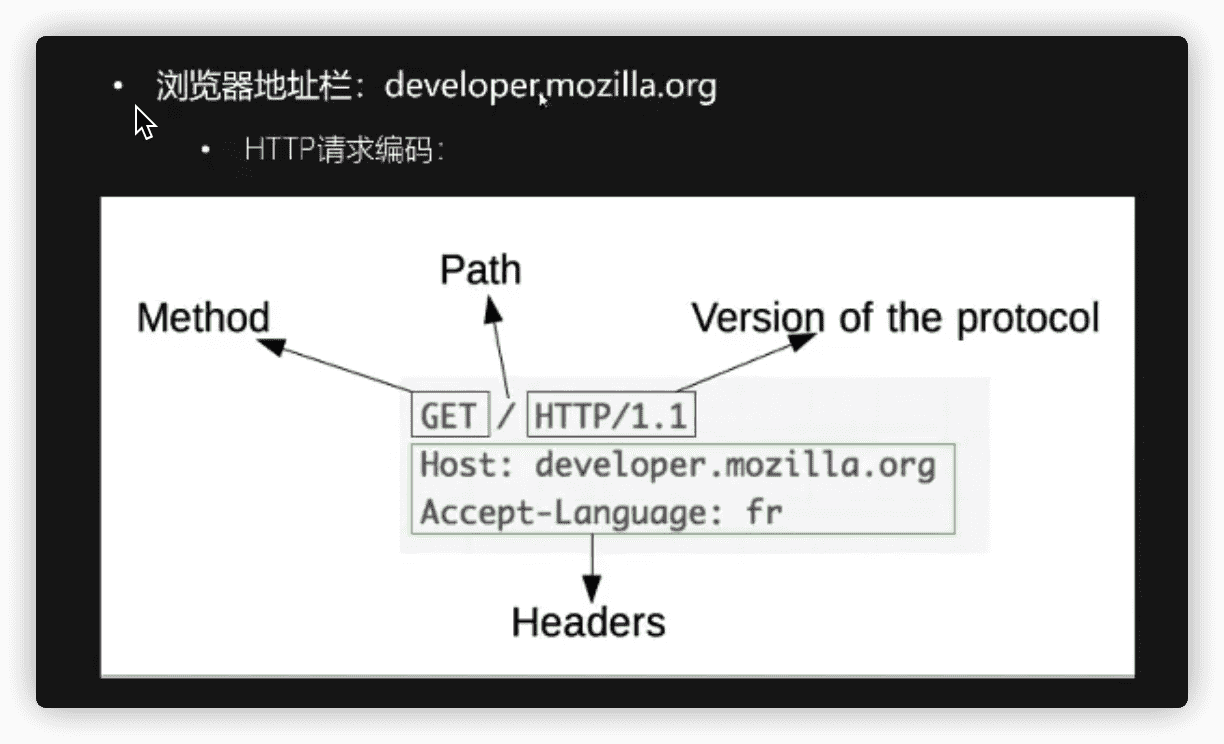 • 浏览器地址栏：developer.mozilla.org
• HTTP请求编码：
Path
Method
Version of the protocol
GET / HTTP/1.1
Host: developer.mozilla.org
Accept-Language: fr
Headers